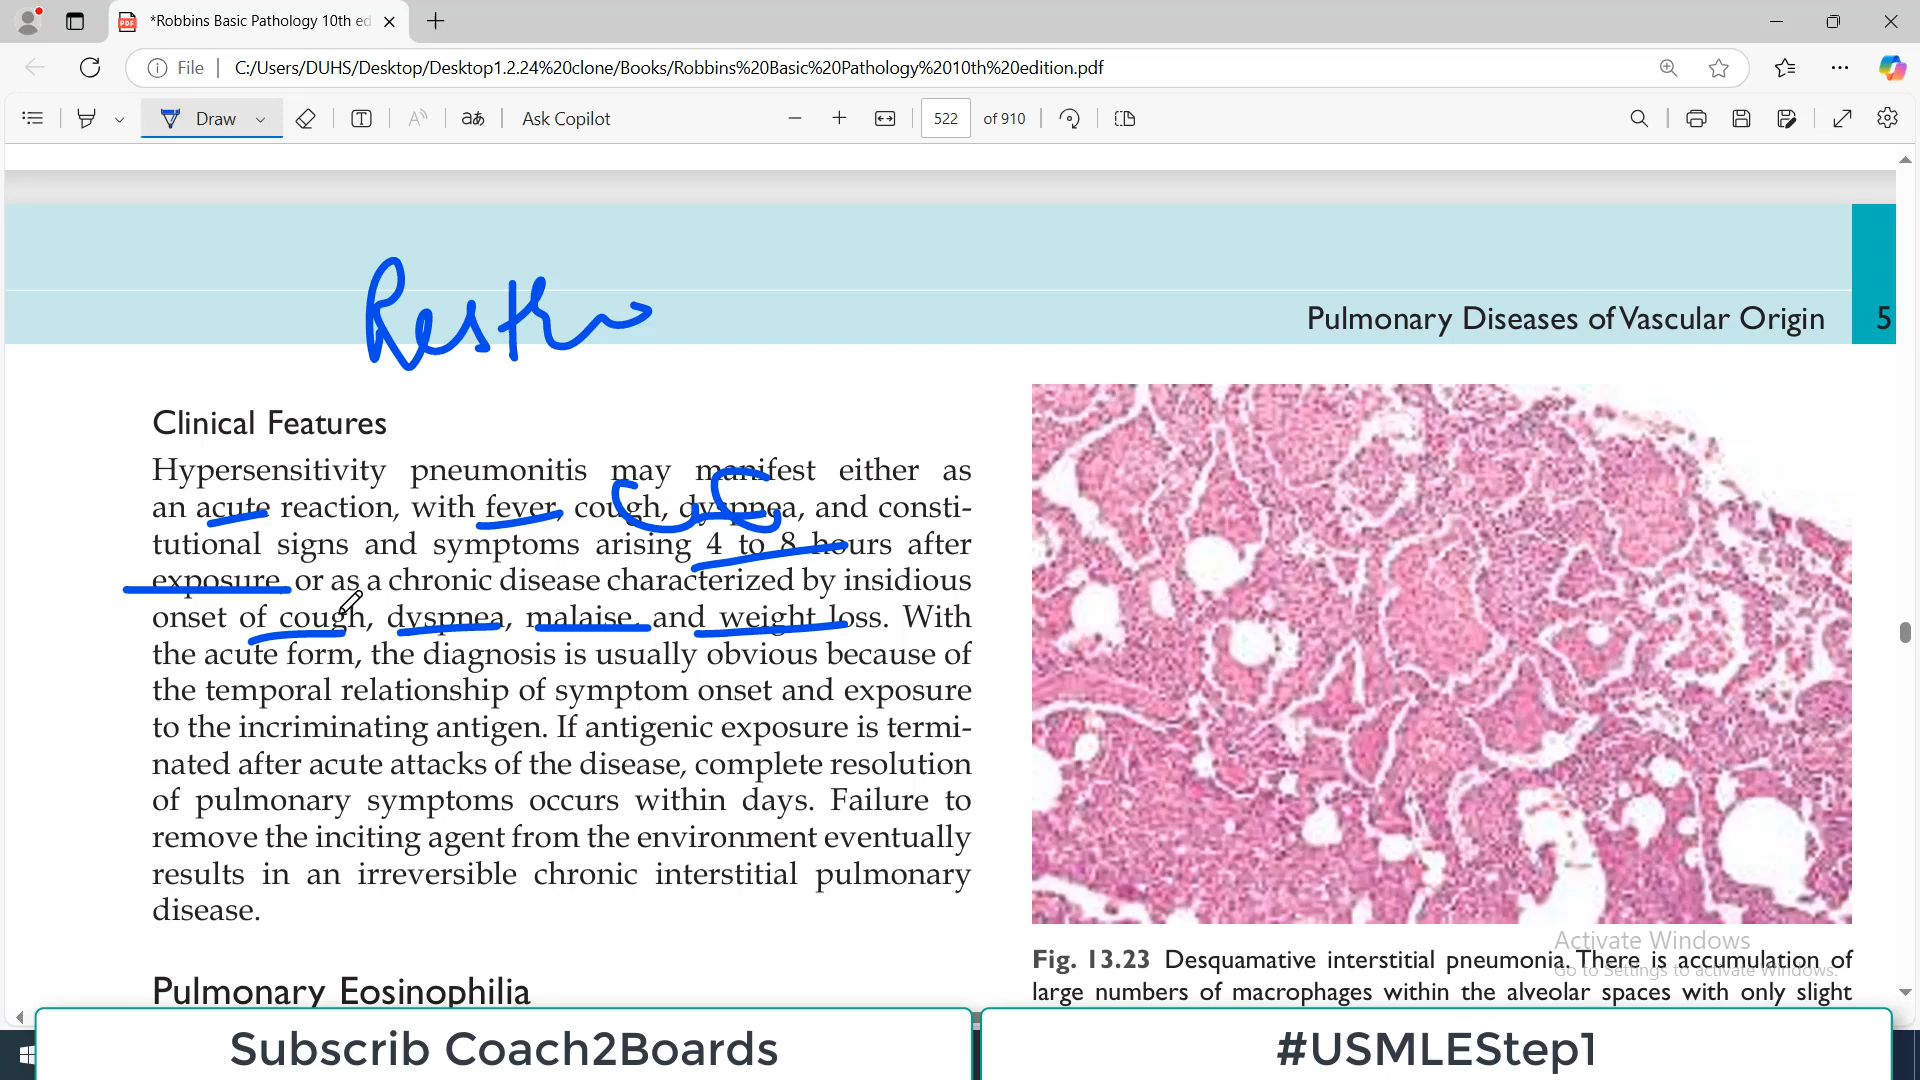 *Robbins Basic Pathology 10th ed
File
C:/Users/DUHS/Desktop/Desktop1.2.24%20clone/Books/Robbins%20Basic%20Pathology%2010th%20edition.pdf
Draw
aあ
Ask Copilot
522 of 910
Pulmonary Diseases of Vascular Origin 5
Clinical Features
Hypersensitivity pneumonitis may manifest either as
an acute reaction, with fever, cough, dyspnea, and consti-
tutional signs and symptoms arising 4 to 8 hours after
exposure, or as a chronic disease characterized by insidious
onset of cough, dyspnea, malaise, and weight loss. With
the acute form, the diagnosis is usually obvious because of
the temporal relationship of symptom onset and exposure
to the incriminating antigen. If antigenic exposure is termi-
nated after acute attacks of the disease, complete resolution
of pulmonary symptoms occurs within days. Failure to
remove the inciting agent from the environment eventually
results in an irreversible chronic interstitial pulmonary
disease.
Pulmonary Eosinophilia
Fig. 13.23 Desquamative interstitial pneumonia. There is accumulation of
large numbers of macrophages within the alveolar spaces with only slight
Activate Windows
Go to Settings to activate Windows.
Subscrib Coach2Boards
#USMLEStep1